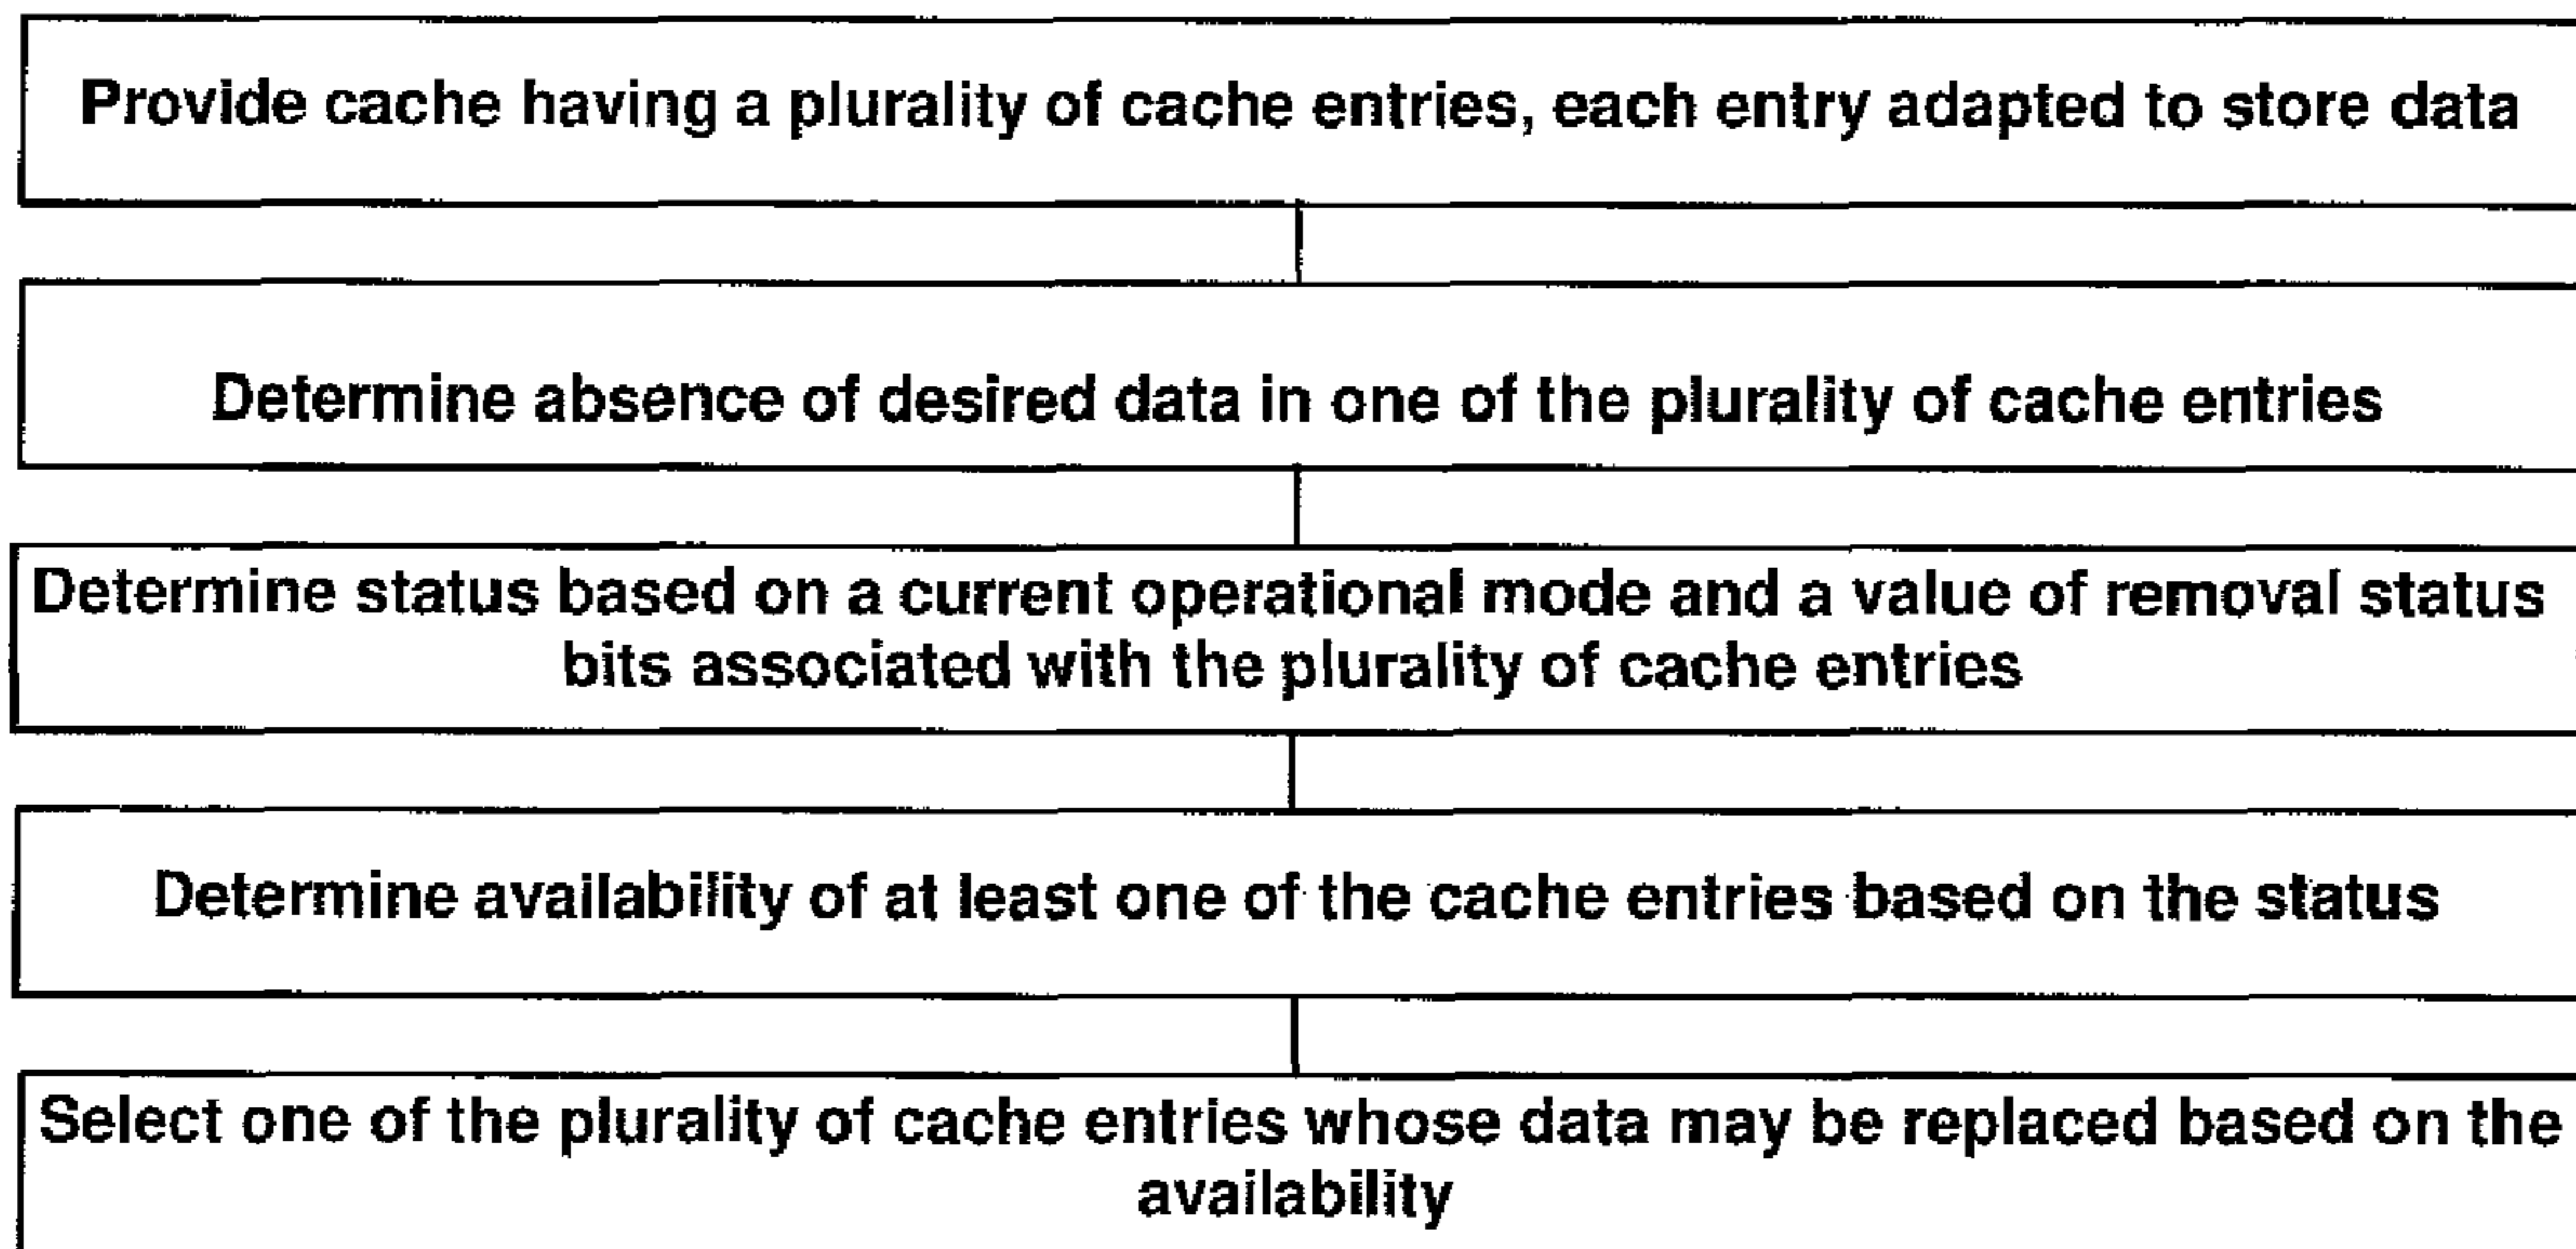 Provide cache having a plurality of cache entries, each entry adapted to store data
Determine absence of desired data in one of the plurality of cache entries
Determine status based on a current operational mode and a value of removal status
bits associated with the plurality of cache entries
Determine availability of at least one of the cache entries based on the status
Select one of the plurality of cache entries whose data may be replaced based on the
availability